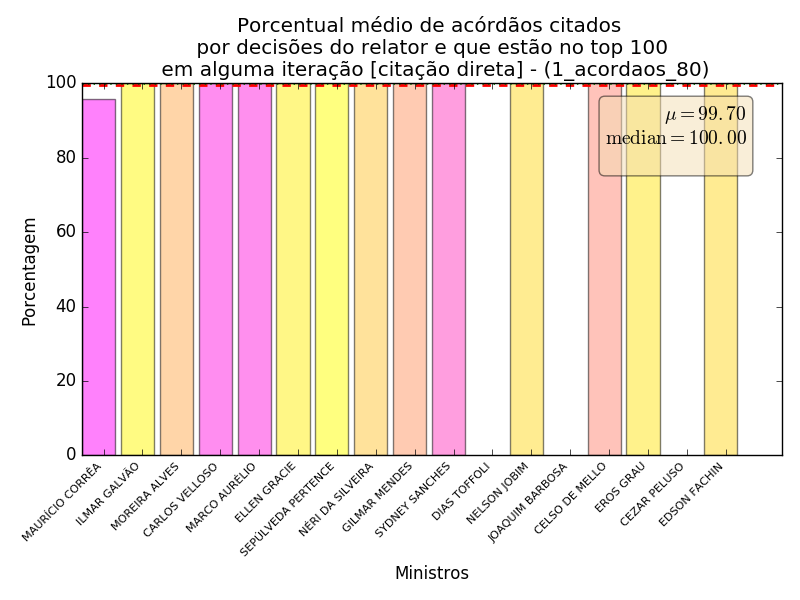 Porcentual médio de acórdãos citados
por decisões do relator e que estão no top 100
em alguma iteração [citação direta] - (1_acordaos_80)
100
80
60
40
20
0
Porcentagem
μ = 99.70
median = 100.00
MAURÍCIO CORRÊA
ILMAR GALVÃO
MOREIRA ALVES
CARLOS VELLOSO
MARCO AURÉLIO
ELLEN GRACIE
SEPÚLVEDA PERTENCE
NÉRI DA SILVEIRA
GILMAR MENDES
SYDNEY SANCHES
DIAS TOFFOLI
NELSON JOBIM
JOAQUIM BARBOSA
CELSO DE MELLO
EROS GRAU
CEZAR PELUSO
EDSON FACHIN
Ministros